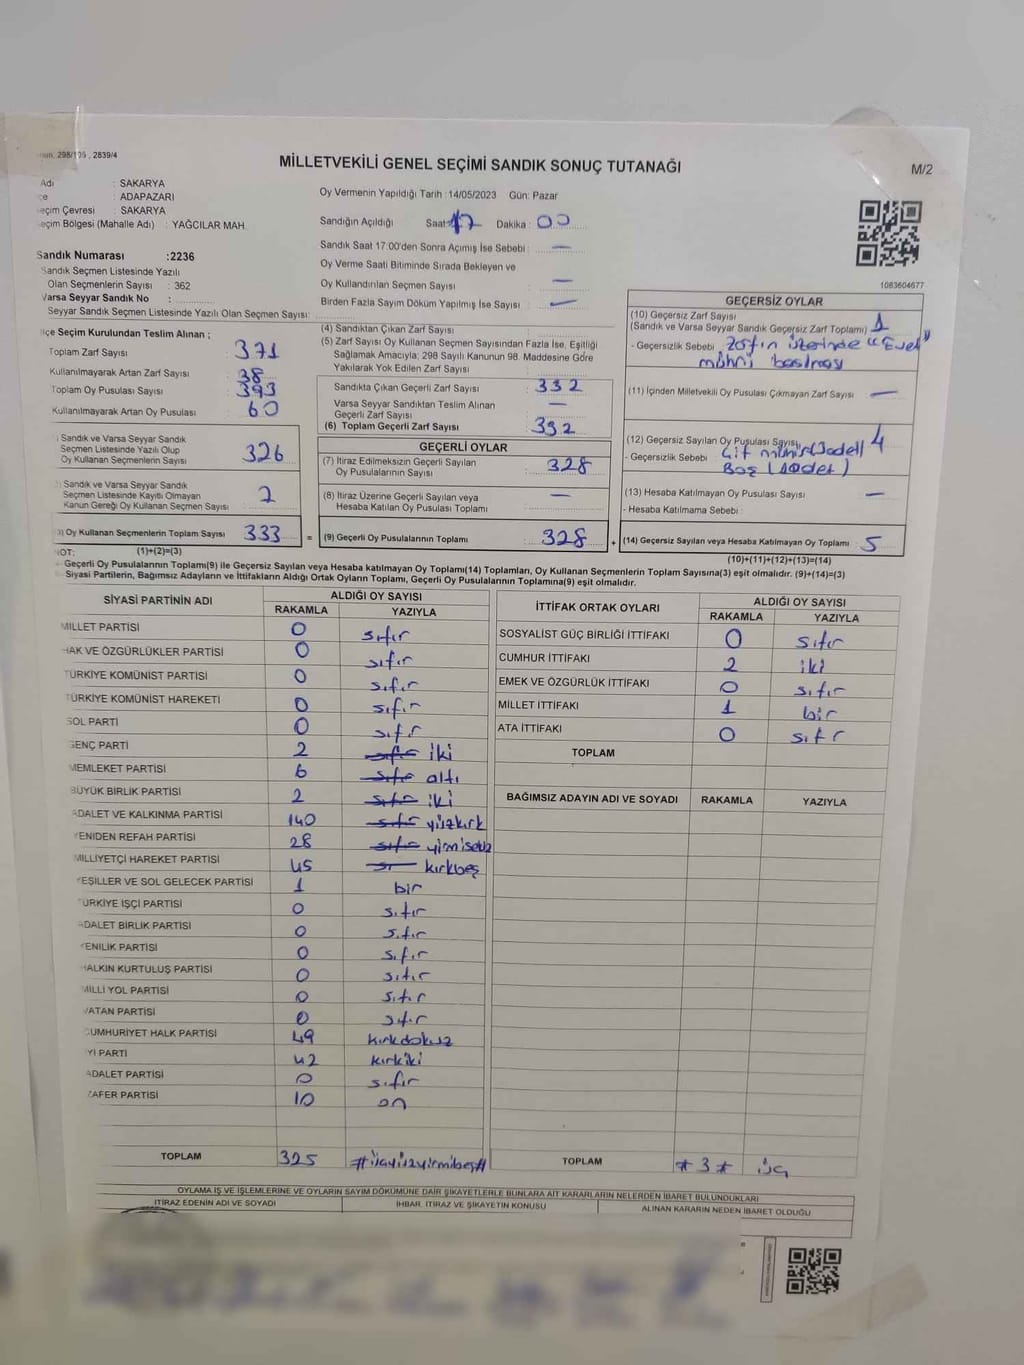 298/109 , 2839/4
MİLLETVEKİLİ GENEL SEÇİMİ SANDIK SONUÇ TUTANAĞI
M/2
Adı : SAKARYA
çe : ADAPAZARI
eçim Çevresi : SAKARYA
eçim Bölgesi (Mahalle Adı) : YAĞCILAR MAH.
Oy Vermenin Yapıldığı Tarih :14/05/2023 Gün: Pazar
Sandığın Açıldığı Saat: 17 Dakika : 00
Sandık Saat 17:00'den Sonra Açımış İse Sebebi : —
Oy Verme Saati Bitiminde Sırada Bekleyen ve
Oy Kullandırılan Seçmen Sayısı : —
Birden Fazla Sayım Döküm Yapılmış İse Sayısı : —
1083604677
Sandık Numarası :2236
Sandık Seçmen Listesinde Yazılı
Olan Seçmenlerin Sayısı : 362
Varsa Seyyar Sandık No :
Seyyar Sandık Seçmen Listesinde Yazılı Olan Seçmen Sayısı:
İlçe Seçim Kurulundan Teslim Alınan ;
Toplam Zarf Sayısı : 371
Kullanılmayarak Artan Zarf Sayısı : 38
Toplam Oy Pusulası Sayısı : 393
Kullanılmayarak Artan Oy Pusulası : 60
) Sandık ve Varsa Seyyar Sandık
Seçmen Listesinde Yazılı Olup
Oy Kullanan Seçmenlerin Sayısı : 326
) Sandık ve Varsa Seyyar Sandık
Seçmen Listesinde Kayıtlı Olmayan
Kanun Gereği Oy Kullanan Seçmen Sayısı :
) Oy Kullanan Seçmenlerin Toplam Sayısı : 333
(4) Sandıktan Çıkan Zarf Sayısı :
(5) Zarf Sayısı Oy Kullanan Seçmen Sayısından Fazla İse, Eşitliği
Sağlamak Amacıyla; 298 Sayılı Kanunun 98. Maddesine Göre
Yakılarak Yok Edilen Zarf Sayısı :
Sandıkta Çıkan Geçerli Zarf Sayısı : 332
Varsa Seyyar Sandıktan Teslim Alınan
Geçerli Zarf Sayısı : —
(6) Toplam Geçerli Zarf Sayısı : 332
GEÇERLİ OYLAR
(7) İtiraz Edilmeksizin Geçerli Sayılan
Oy Pusulalarının Sayısı : 328
(8) İtiraz Üzerine Geçerli Sayılan veya
Hesaba Katılan Oy Pusulası Toplamı : —
= (9) Geçerli Oy Pusulalarının Toplamı : 328 +
GEÇERSİZ OYLAR
(10) Geçersiz Zarf Sayısı
(Sandık ve Varsa Seyyar Sandık Geçersiz Zarf Toplamı) : 1
- Geçersizlik Sebebi : Zarfın üzerinde "Evet"
mührü basılması
(11) İçinden Milletvekili Oy Pusulası Çıkmayan Zarf Sayısı : —
(12) Geçersiz Sayılan Oy Pusulası Sayısı : 4
- Geçersizlik Sebebi : Çift mühür(3adet)
Boş (1adet)
(13) Hesaba Katılmayan Oy Pusulası Sayısı : —
- Hesaba Katılmama Sebebi :
(14) Geçersiz Sayılan veya Hesaba Katılmayan Oy Toplamı : 5
NOT: (1)+(2)=(3)
(10)+(11)+(12)+(13)=(14)
Geçerli Oy Pusulalarının Toplamı(9) ile Geçersiz Sayılan veya Hesaba katılmayan Oy Toplamı(14) Toplamları, Oy Kullanan Seçmenlerin Toplam Sayısına(3) eşit olmalıdır. (9)+(14)=(3)
Siyasi Partilerin, Bağımsız Adayların ve İttifakların Aldığı Ortak Oyların Toplamı, Geçerli Oy Pusulalarının Toplamına(9) eşit olmalıdır.
SİYASİ PARTİNİN ADI
ALDIĞI OY SAYISI
RAKAMLA YAZIYLA
MİLLET PARTİSİ 0 sıfır
HAK VE ÖZGÜRLÜKLER PARTİSİ 0 sıfır
TÜRKİYE KOMÜNİST PARTİSİ 0 sıfır
TÜRKİYE KOMÜNİST HAREKETİ 0 sıfır
SOL PARTİ 0 sıfır
GENÇ PARTİ 2 sıfır iki
MEMLEKET PARTİSİ 6 sıfır altı
BÜYÜK BİRLİK PARTİSİ 2 sıfır iki
ADALET VE KALKINMA PARTİSİ 140 sıfır yüzkırk
YENİDEN REFAH PARTİSİ 28 sıfır yirmisekiz
MİLLİYETÇİ HAREKET PARTİSİ 45 kırkbeş
YEŞİLLER VE SOL GELECEK PARTİSİ 1 bir
TÜRKİYE İŞÇİ PARTİSİ 0 sıfır
ADALET BİRLİK PARTİSİ 0 sıfır
YENİLİK PARTİSİ 0 sıfır
HALKIN KURTULUŞ PARTİSİ 0 sıfır
MİLLİ YOL PARTİSİ 0 sıfır
VATAN PARTİSİ 0 sıfır
CUMHURİYET HALK PARTİSİ 49 kırkdokuz
İYİ PARTİ 42 kırkiki
ADALET PARTİSİ 0 sıfır
ZAFER PARTİSİ 10 on
TOPLAM 325 #üçyüzyirmibeş#
İTTİFAK ORTAK OYLARI
ALDIĞI OY SAYISI
RAKAMLA YAZIYLA
SOSYALİST GÜÇ BİRLİĞİ İTTİFAKI 0 sıfır
CUMHUR İTTİFAKI 2 iki
EMEK VE ÖZGÜRLÜK İTTİFAKI 0 sıfır
MİLLET İTTİFAKI 1 bir
ATA İTTİFAKI 0 sıfır
TOPLAM
BAĞIMSIZ ADAYIN ADI VE SOYADI RAKAMLA YAZIYLA
TOPLAM *3* üç
OYLAMA İŞ VE İŞLEMLERİNE VE OYLARIN SAYIM DÖKÜMÜNE DAİR ŞİKAYETLERLE BUNLARA AİT KARARLARIN NELERDEN İBARET BULUNDUKLARI
İTİRAZ EDENİN ADI VE SOYADI
İHBAR, İTİRAZ VE ŞİKAYETİN KONUSU
ALINAN KARARIN NEDEN İBARET OLDUĞU